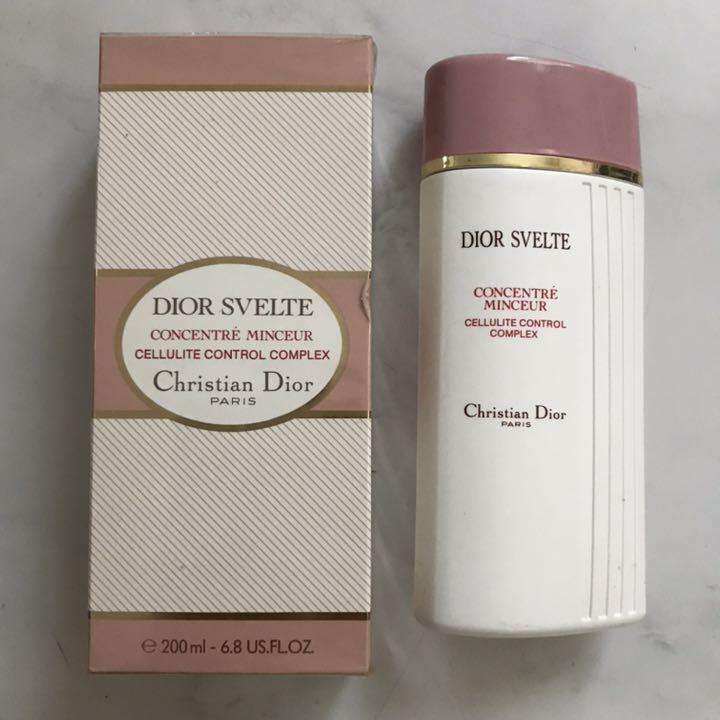 DIOR SVELTE
CONCENTRÉ MINCEUR
CELLULITE CONTROL COMPLEX
Christian Dior
PARIS
℮ 200 ml - 6.8 US.FL.OZ.
DIOR SVELTE
CONCENTRÉ
MINCEUR
CELLULITE CONTROL
COMPLEX
Christian Dior
PARIS